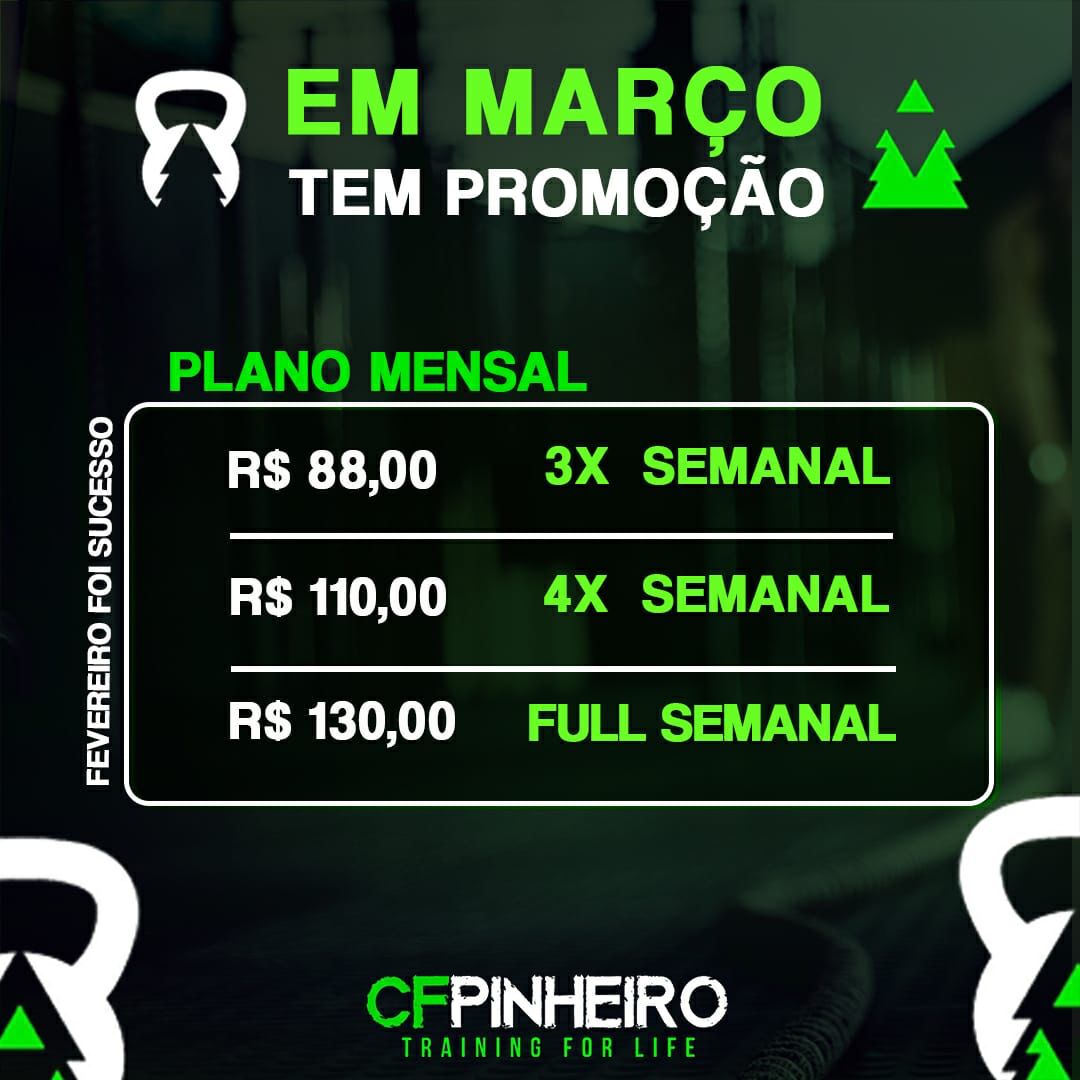 EM MARÇO
TEM PROMOÇÃO
PLANO MENSAL
FEVEREIRO FOI SUCESSO
R$ 88,00 3X SEMANAL
R$ 110,00 4X SEMANAL
R$ 130,00 FULL SEMANAL
CFPINHEIRO
TRAINING FOR LIFE